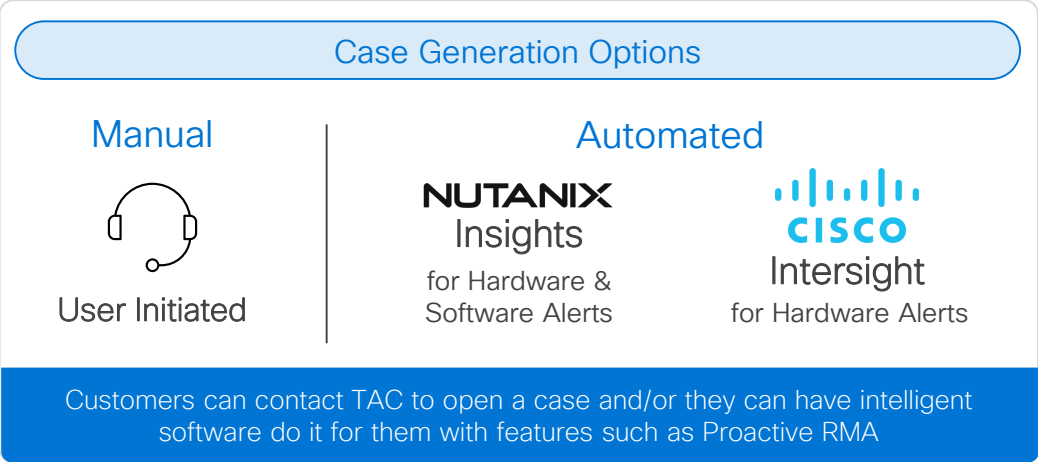 Case Generation Options
Manual
User Initiated
Automated
NUTANIX
Insights
for Hardware &
Software Alerts
CISCO
Intersight
for Hardware Alerts
Customers can contact TAC to open a case and/or they can have intelligent
software do it for them with features such as Proactive RMA